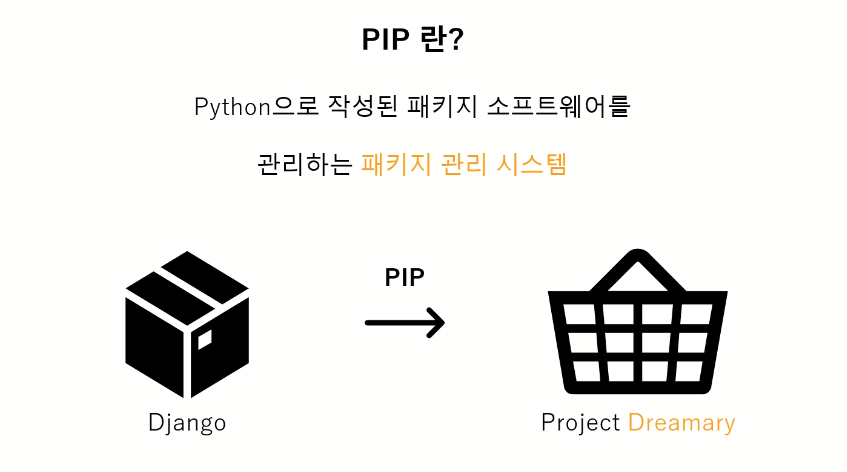 PIP 란?
Python으로 작성된 패키지 소프트웨어를
관리하는 패키지 관리 시스템
PIP
Django
Project Dreamary